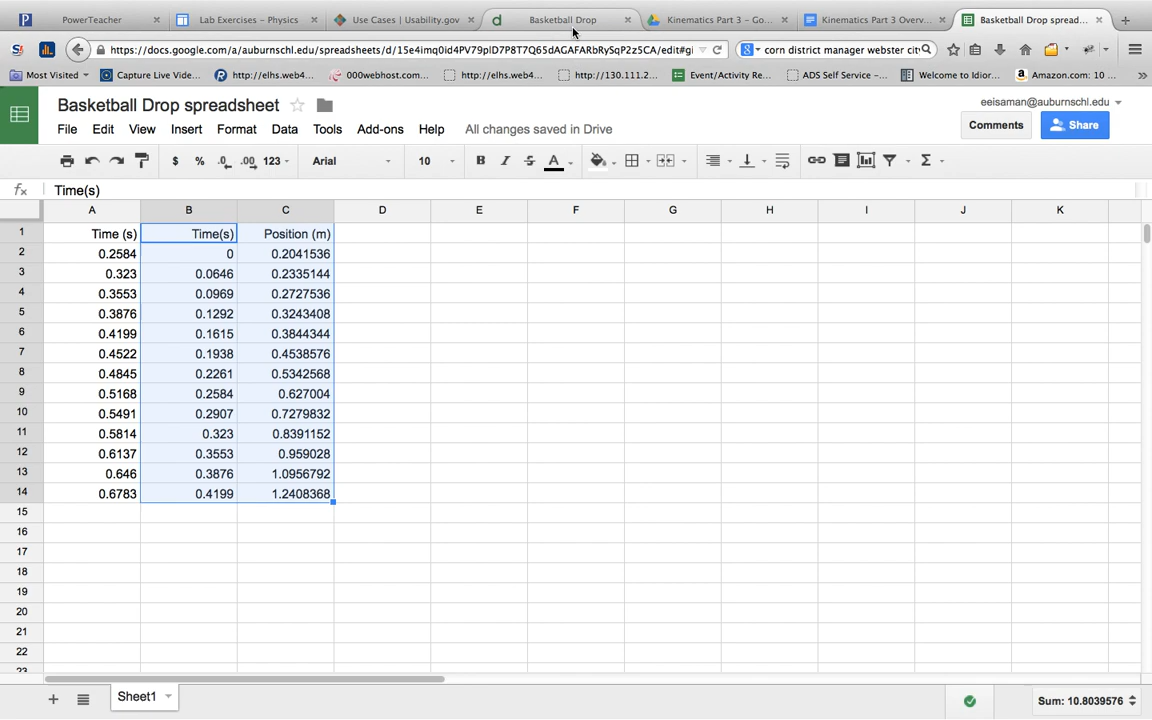 PowerTeacher × Lab Exercises – Physics × Use Cases | Usability.gov × d Basketball Drop × Kinematics Part 3 – Go... × Kinematics Part 3 Overv... × Basketball Drop spread... × +
https://docs.google.com/a/auburnschl.edu/spreadsheets/d/15e4imq0id4PV79plD7P8T7Q65dAGAFARbRySqP2z5CA/edit#gi corn district manager webster cit
Most Visited Capture Live Vide... http://elhs.web4... 000webhost.com... http://elhs.web4... http://130.111.2... Event/Activity Re... ADS Self Service –... Welcome to Idior... a Amazon.com: 10 ... »
Basketball Drop spreadsheet eeisaman@auburnschl.edu
File Edit View Insert Format Data Tools Add-ons Help All changes saved in Drive Comments Share
$ % .0 .00 123 Arial 10 B I S A Σ
fx Time(s)
A B C D E F G H I J K
1 Time (s) Time(s) Position (m)
2 0.2584 0 0.2041536
3 0.323 0.0646 0.2335144
4 0.3553 0.0969 0.2727536
5 0.3876 0.1292 0.3243408
6 0.4199 0.1615 0.3844344
7 0.4522 0.1938 0.4538576
8 0.4845 0.2261 0.5342568
9 0.5168 0.2584 0.627004
10 0.5491 0.2907 0.7279832
11 0.5814 0.323 0.8391152
12 0.6137 0.3553 0.959028
13 0.646 0.3876 1.0956792
14 0.6783 0.4199 1.2408368
15
16
17
18
19
20
21
22
23
+ Sheet1 Sum: 10.8039576